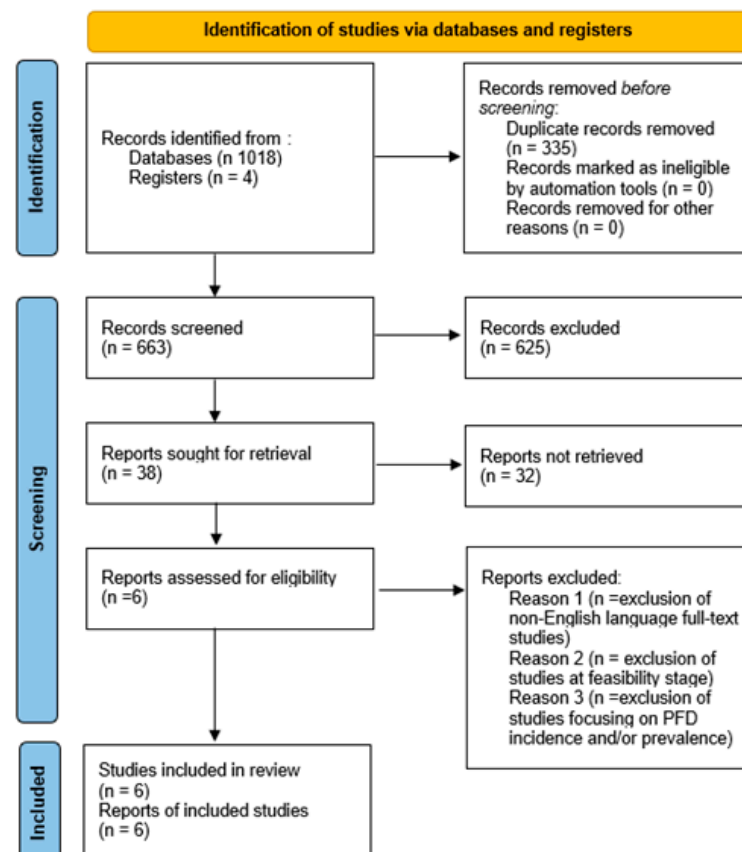 Identification of studies via databases and registers
Identification
Records identified from :
Databases (n 1018)
Registers (n = 4)
Records removed before
screening:
Duplicate records removed
(n = 335)
Records marked as ineligible
by automation tools (n = 0)
Records removed for other
reasons (n = 0)
Screening
Records screened
(n = 663)
Records excluded
(n = 625)
Reports sought for retrieval
(n = 38)
Reports not retrieved
(n = 32)
Reports assessed for eligibility
(n =6)
Reports excluded:
Reason 1 (n =exclusion of
non-English language full-text
studies)
Reason 2 (n = exclusion of
studies at feasibility stage)
Reason 3 (n =exclusion of
studies focusing on PFD
incidence and/or prevalence)
Included
Studies included in review
(n = 6)
Reports of included studies
(n = 6)